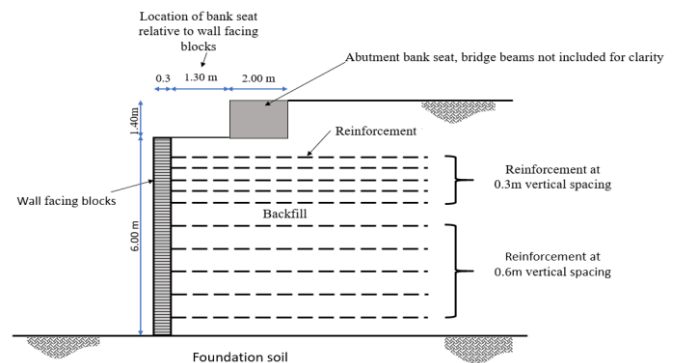 Location of bank seat
relative to wall facing
blocks
Abutment bank seat, bridge beams not included for clarity
0.3 1.30 m 2.00 m
1.40m
Reinforcement
Reinforcement at
0.3m vertical spacing
Wall facing blocks
Backfill
6.00 m
Reinforcement at
0.6m vertical spacing
Foundation soil